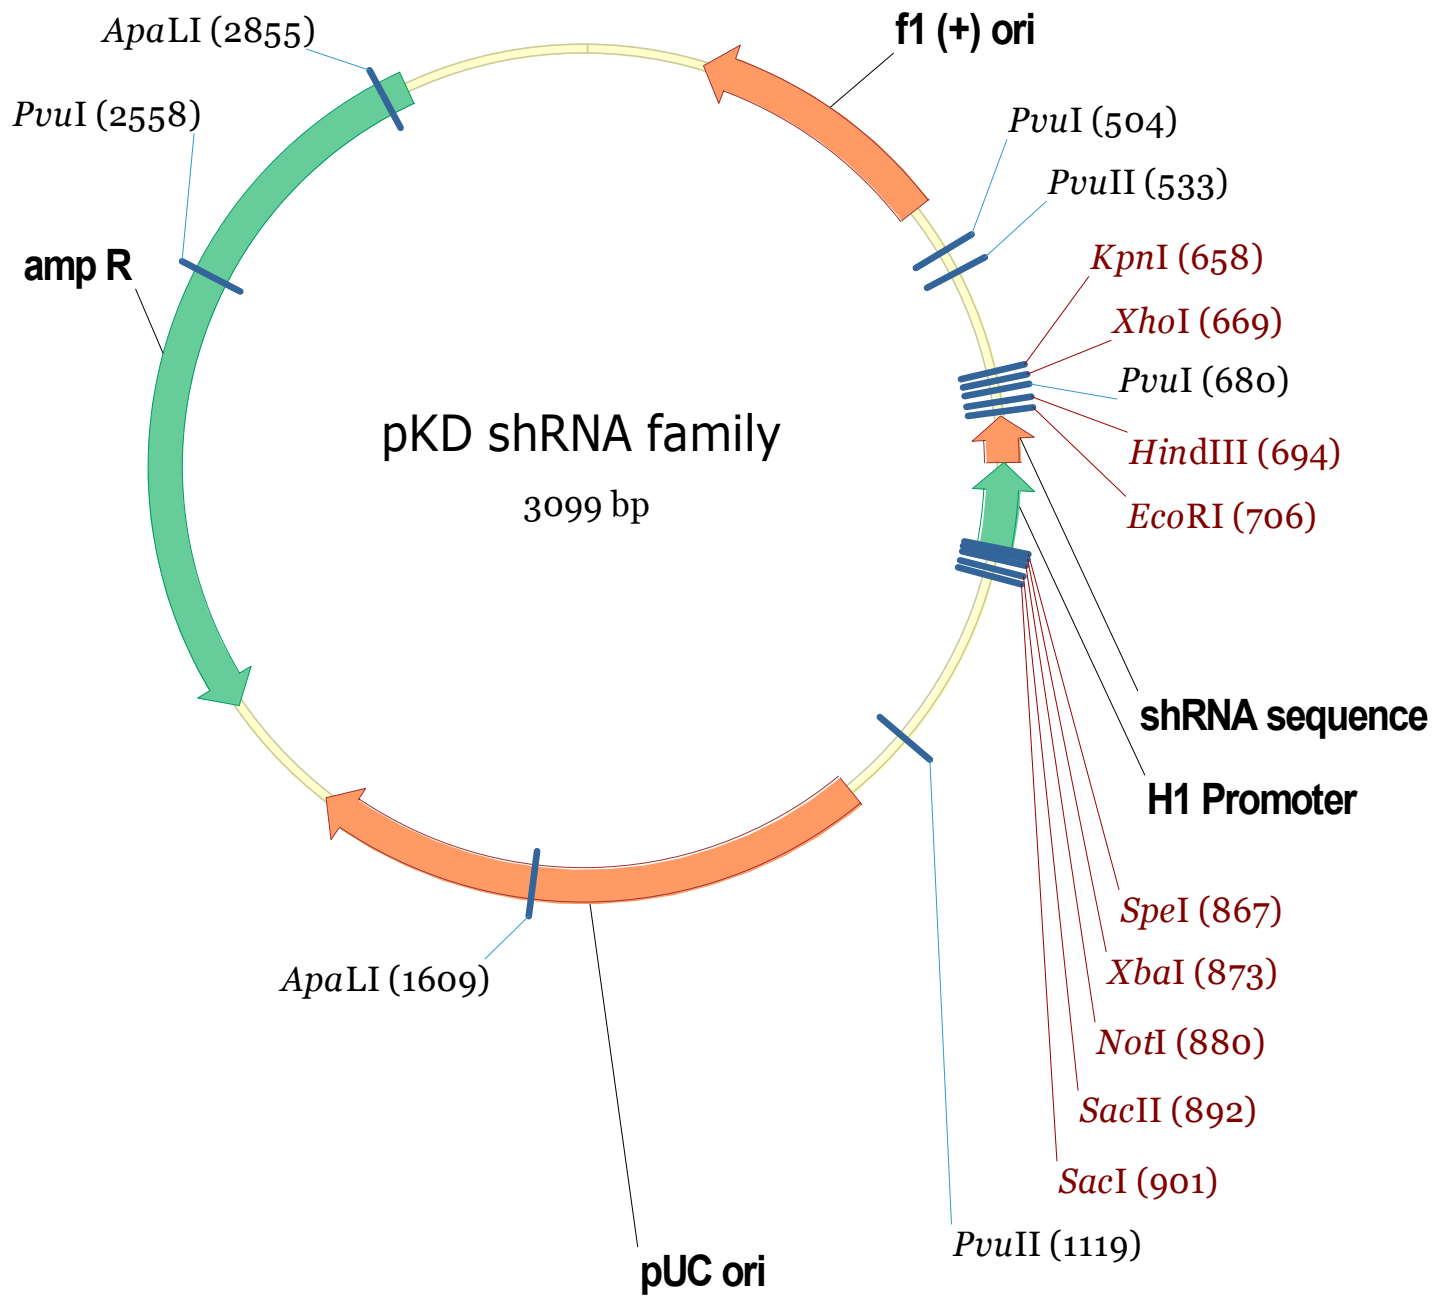 f1 (+) ori
ApaLI (2855)
PvuI (2558)
PvuI (504)
PvuII (533)
KpnI (658)
amp R
XhoI (669)
PvuI (680)
pKD shRNA family
HindIII (694)
3099 bp
EcoRI (706)
shRNA sequence
H1 Promoter
SpeI (867)
XbaI (873)
ApaLI (1609)
NotI (880)
SacII (892)
SacI (901)
PvuII (1119)
pUC ori